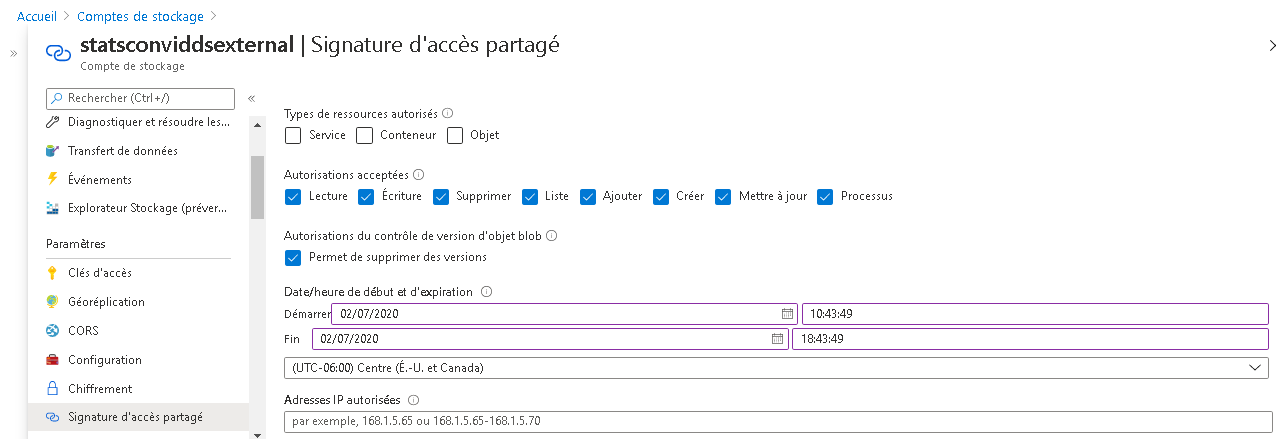 Accueil > Comptes de stockage >
statsconviddsexternal | Signature d'accès partagé
Compte de stockage
Rechercher (Ctrl+/)
Diagnostiquer et résoudre les...
Transfert de données
Événements
Explorateur Stockage (préver...
Paramètres
Clés d'accès
Géoréplication
CORS
Configuration
Chiffrement
Signature d'accès partagé
Types de ressources autorisés
Service Conteneur Objet
Autorisations acceptées
Lecture Écriture Supprimer Liste Ajouter Créer Mettre à jour Processus
Autorisations du contrôle de version d'objet blob
Permet de supprimer des versions
Date/heure de début et d'expiration
Démarrer 02/07/2020 10:43:49
Fin 02/07/2020 18:43:49
(UTC-06:00) Centre (É.-U. et Canada)
Adresses IP autorisées
par exemple, 168.1.5.65 ou 168.1.5.65-168.1.5.70